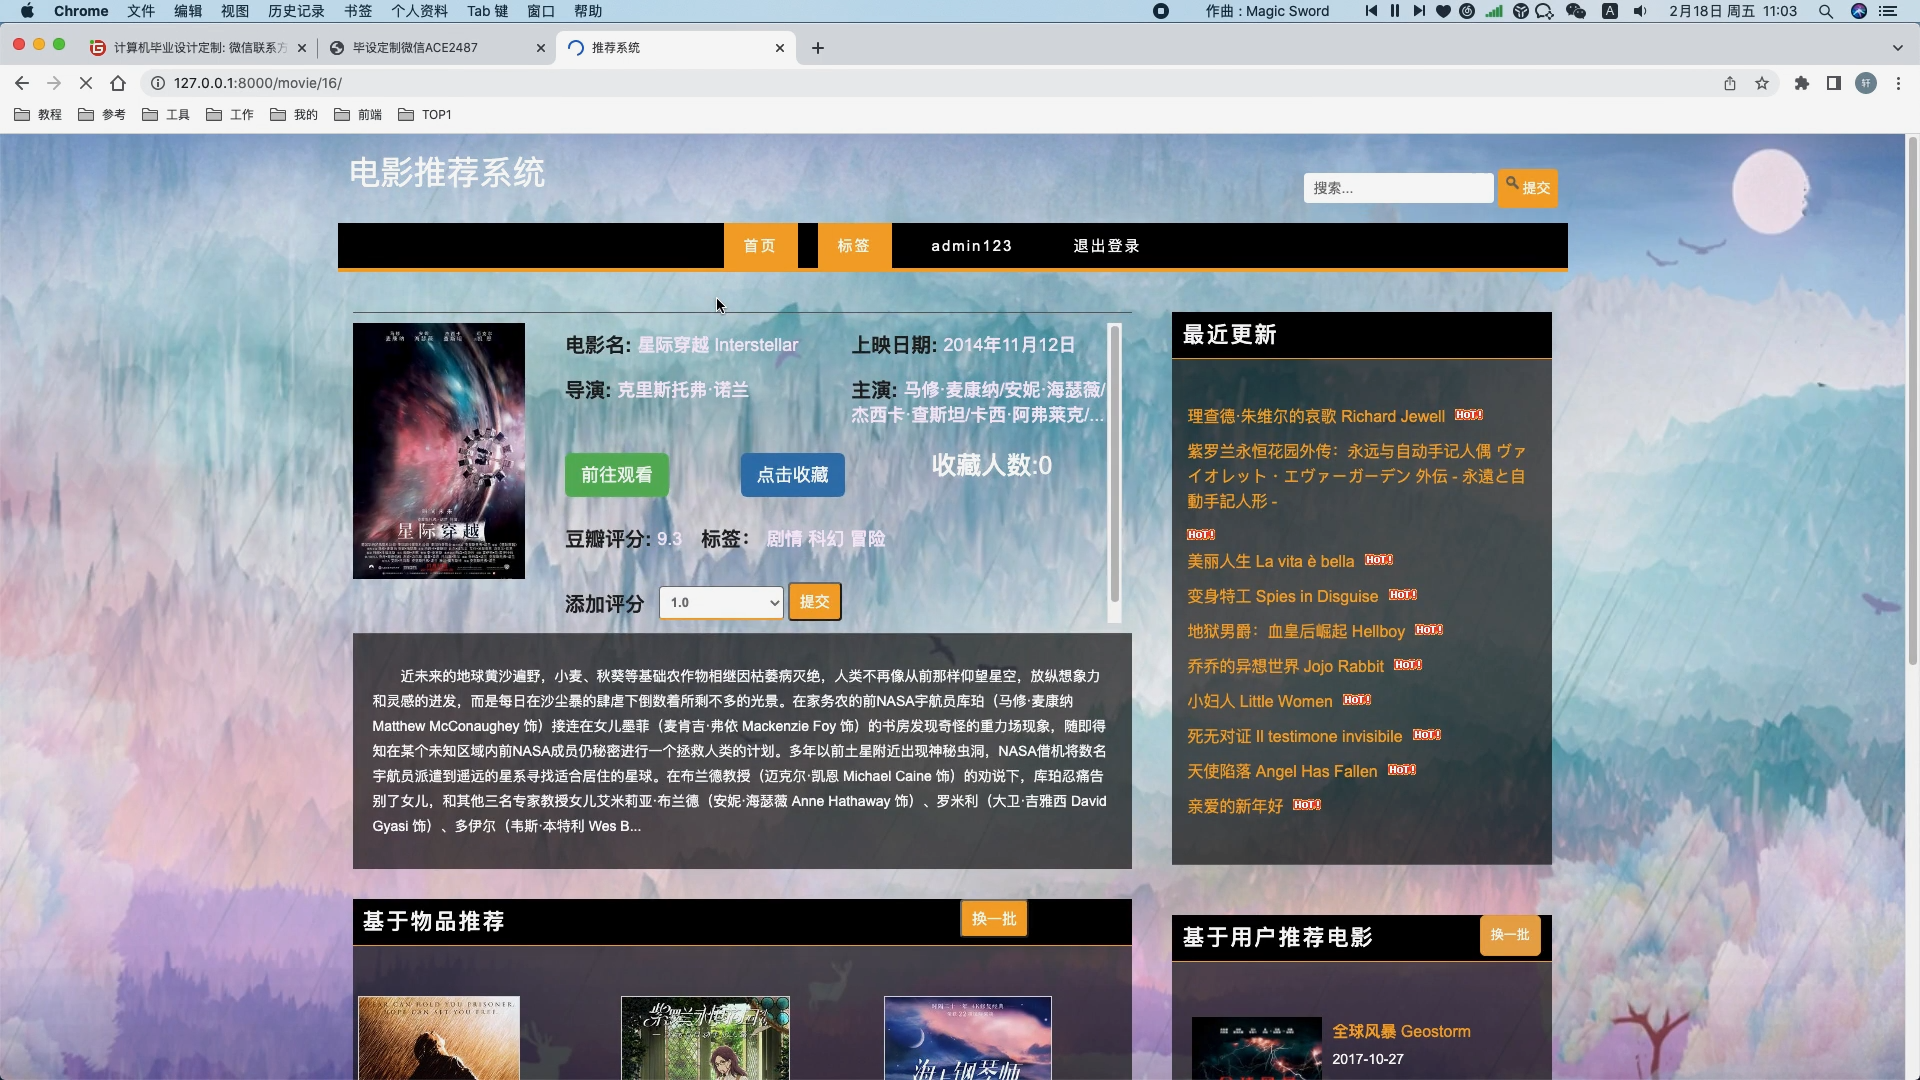 Chrome 文件 编辑 视图 历史记录 书签 个人资料 Tab 键 窗口 帮助 作曲 : Magic Sword A 2月18日 周五 11:03
计算机毕业设计定制: 微信联系方 毕设定制微信ACE2487 推荐系统
127.0.0.1:8000/movie/16/ 轩
教程 参考 工具 工作 我的 前端 TOP1
电影推荐系统
搜索... 提交
首页 标签 admin123 退出登录
电影名: 星际穿越 Interstellar
上映日期: 2014年11月12日
导演: 克里斯托弗·诺兰
主演: 马修·麦康纳/安妮·海瑟薇/
杰西卡·查斯坦/卡西·阿弗莱克/...
前往观看 点击收藏 收藏人数:0
豆瓣评分: 9.3 标签： 剧情 科幻 冒险
添加评分 1.0 提交
星际穿越
近未来的地球黄沙遍野，小麦、秋葵等基础农作物相继因枯萎病灭绝，人类不再像从前那样仰望星空，放纵想象力
和灵感的迸发，而是每日在沙尘暴的肆虐下倒数着所剩不多的光景。在家务农的前NASA宇航员库珀（马修·麦康纳
Matthew McConaughey 饰）接连在女儿墨菲（麦肯吉·弗依 Mackenzie Foy 饰）的书房发现奇怪的重力场现象，随即得
知在某个未知区域内前NASA成员仍秘密进行一个拯救人类的计划。多年以前土星附近出现神秘虫洞，NASA借机将数名
宇航员派遣到遥远的星系寻找适合居住的星球。在布兰德教授（迈克尔·凯恩 Michael Caine 饰）的劝说下，库珀忍痛告
别了女儿，和其他三名专家教授女儿艾米莉亚·布兰德（安妮·海瑟薇 Anne Hathaway 饰）、罗米利（大卫·吉雅西 David
Gyasi 饰）、多伊尔（韦斯·本特利 Wes B...
最近更新
理查德·朱维尔的哀歌 Richard Jewell HOT!
紫罗兰永恒花园外传：永远与自动手记人偶 ヴァ
イオレット・エヴァーガーデン 外伝 - 永遠と自
動手記人形 -
HOT!
美丽人生 La vita è bella HOT!
变身特工 Spies in Disguise HOT!
地狱男爵：血皇后崛起 Hellboy HOT!
乔乔的异想世界 Jojo Rabbit HOT!
小妇人 Little Women HOT!
死无对证 Il testimone invisibile HOT!
天使陷落 Angel Has Fallen HOT!
亲爱的新年好 HOT!
基于物品推荐 换一批
FEAR CAN HOLD YOU PRISONER.
HOPE CAN SET YOU FREE.
海上钢琴师
基于用户推荐电影 换一批
全球风暴 Geostorm
2017-10-27